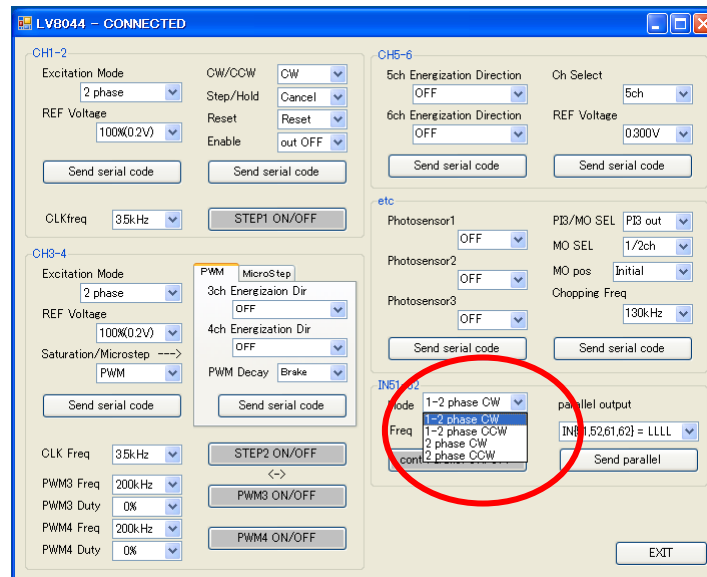 LV8044 - CONNECTED
CH1-2
Excitation Mode
2 phase
REF Voltage
100%(0.2V)
Send serial code
CW/CCW CW
Step/Hold Cancel
Reset Reset
Enable out OFF
Send serial code
CLKfreq 3.5kHz
STEP1 ON/OFF
CH3-4
Excitation Mode
2 phase
REF Voltage
100%(0.2V)
Saturation/Microstep --->
PWM
Send serial code
PWM MicroStep
3ch Energizaion Dir
OFF
4ch Energization Dir
OFF
PWM Decay Brake
Send serial code
CLK Freq 3.5kHz
PWM3 Freq 200kHz
PWM3 Duty 0%
PWM4 Freq 200kHz
PWM4 Duty 0%
STEP2 ON/OFF
<->
PWM3 ON/OFF
PWM4 ON/OFF
CH5-6
5ch Energization Direction
OFF
6ch Energization Direction
OFF
Send serial code
Ch Select
5ch
REF Voltage
0.300V
Send serial code
etc
Photosensor1
OFF
Photosensor2
OFF
Photosensor3
OFF
Send serial code
PI3/MO SEL PI3 out
MO SEL 1/2ch
MO pos Initial
Chopping Freq
130kHz
Send serial code
Mode 1-2 phase CW
1-2 phase CW
1-2 phase CCW
2 phase CW
2 phase CCW
Freq
parallel output
= LLLL
Send parallel
EXIT